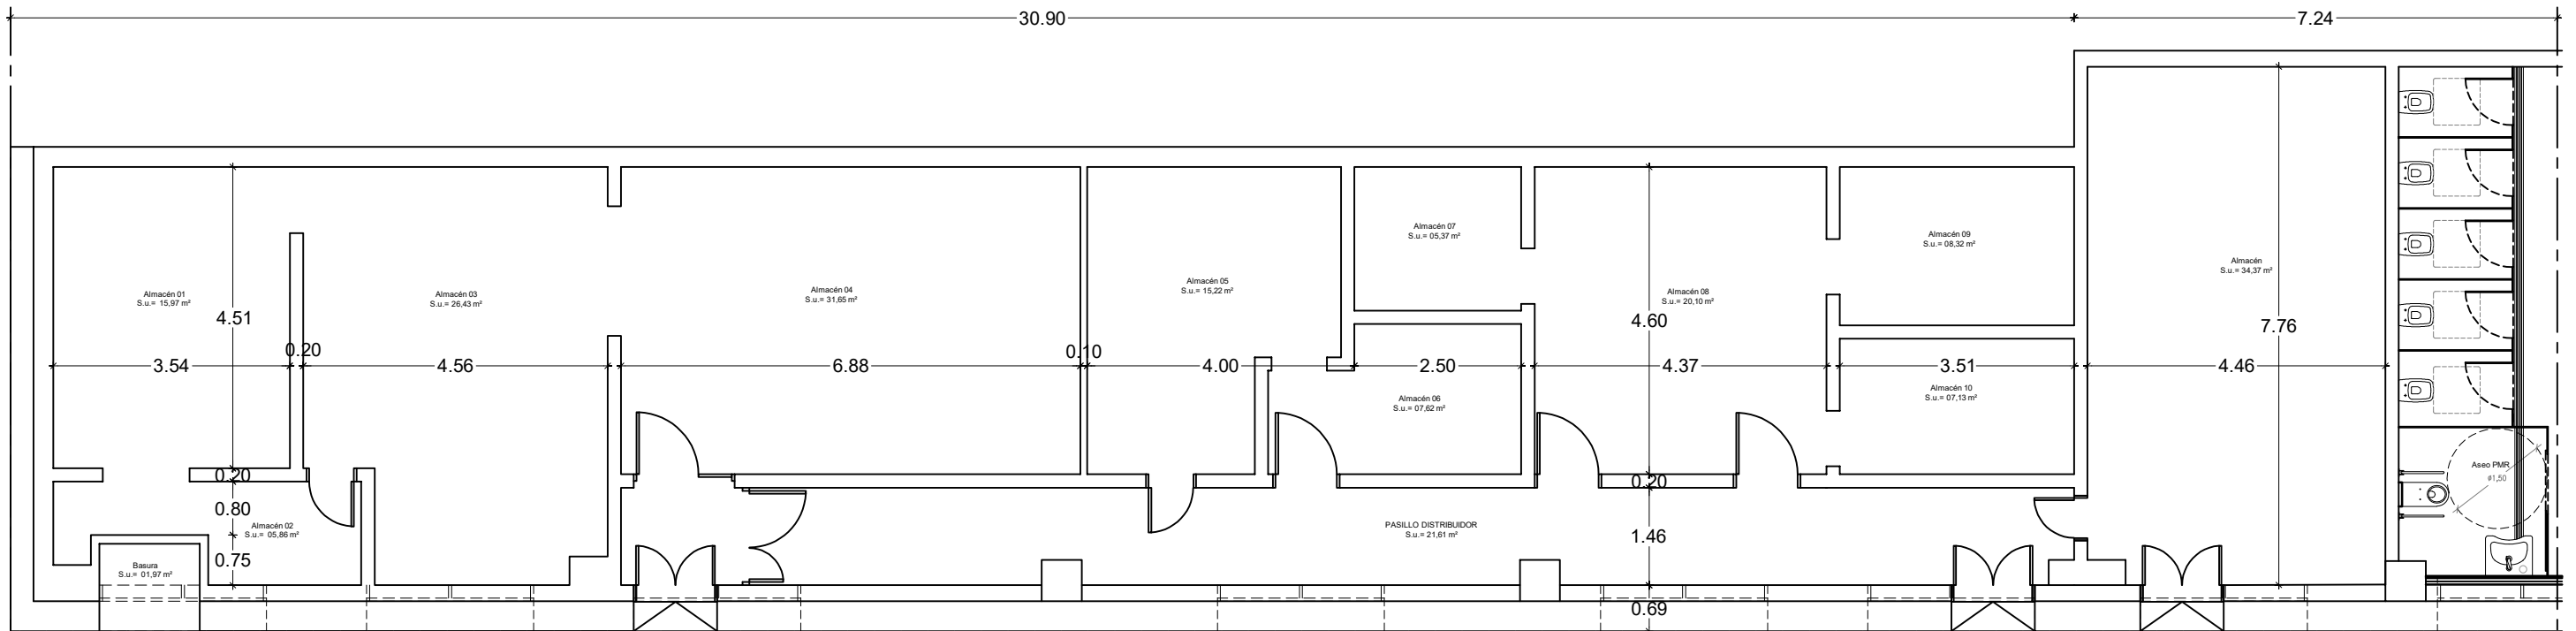 30.90
7.24
Almacén 07
S.u.= 05,37 m²
Almacén 09
S.u.= 08,32 m²
Almacén
S.u.= 34,37 m²
Almacén 05
S.u.= 15,22 m²
Almacén 04
S.u.= 31,65 m²
Almacén 08
S.u.= 20,10 m²
Almacén 01
S.u.= 15,97 m²
Almacén 03
S.u.= 26,43 m²
4.51
4.60
7.76
0.20
0.10
3.54
4.56
6.88
4.00
2.50
4.37
3.51
4.46
Almacén 06
S.u.= 07,62 m²
Almacén 10
S.u.= 07,13 m²
0.20
0.20
Aseo PMR
ø1,50
0.80
Almacén 02
S.u.= 05,86 m²
PASILLO DISTRIBUIDOR
S.u.= 21,61 m²
1.46
0.75
Basura
S.u.= 01,97 m²
0.69